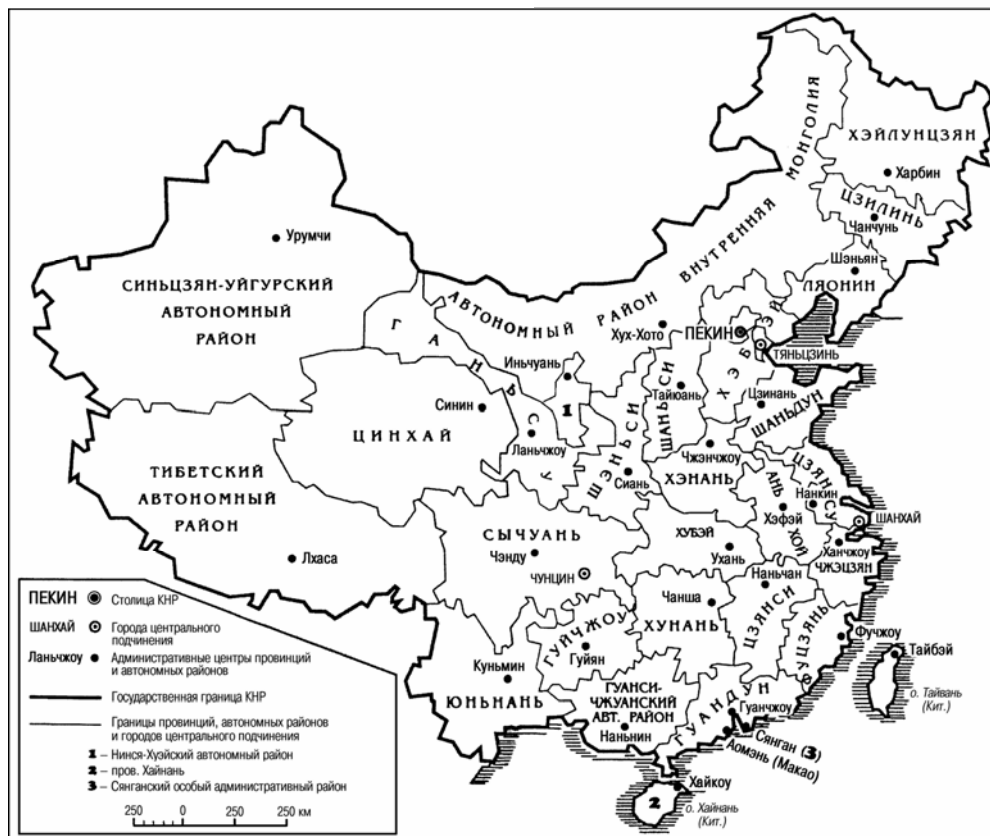 ХЭЙЛУНЦЗЯН
Харбин
ЦЗИЛИНЬ
Чанчунь
Шэньян
ЛЯОНИН
АВТОНОМНЫЙ РАЙОН ВНУТРЕННЯЯ МОНГОЛИЯ
Урумчи
СИНЬЦЗЯН-УЙГУРСКИЙ
АВТОНОМНЫЙ
РАЙОН
ГАНЬСУ
Хух-Хото
ПЕКИН
ХЭБЭЙ
ТЯНЬЦЗИНЬ
Иньчуань
1
Синин
ЦИНХАЙ
Ланьчжоу
ШЭНЬСИ
ШАНЬСИ
Тайюань
Цзинань
ШАНЬДУН
Чжэнчжоу
ХЭНАНЬ
Сиань
ЦЗЯНСУ
Нанкин
АНЬХОЙ
Хэфэй
ШАНХАЙ
ТИБЕТСКИЙ
АВТОНОМНЫЙ
РАЙОН
Лхаса
СЫЧУАНЬ
Чэнду
ЧУНЦИН
ХУБЭЙ
Ухань
Ханчжоу
ЧЖЭЦЗЯН
Наньчан
ЦЗЯНСИ
Чанша
ХУНАНЬ
ФУЦЗЯНЬ
Фучжоу
Тайбэй
о. Тайвань
(Кит.)
ГУЙЧЖОУ
Гуйян
Куньмин
ЮНЬНАНЬ
ГУАНСИ-
ЧЖУАНСКИЙ
АВТ. РАЙОН
Наньнин
ГУАНДУН
Гуанчжоу
Сянган (3)
Аомэнь (Макао)
Хайкоу
2
о. Хайнань
(Кит.)
ПЕКИН Столица КНР
ШАНХАЙ Города центрального
подчинения
Ланьчжоу Административные центры провинций
и автономных районов
Государственная граница КНР
Границы провинций, автономных районов
и городов центрального подчинения
1 – Нинся-Хуэйский автономный район
2 – пров. Хайнань
3 – Сянганский особый административный район
250 0 250 250 км